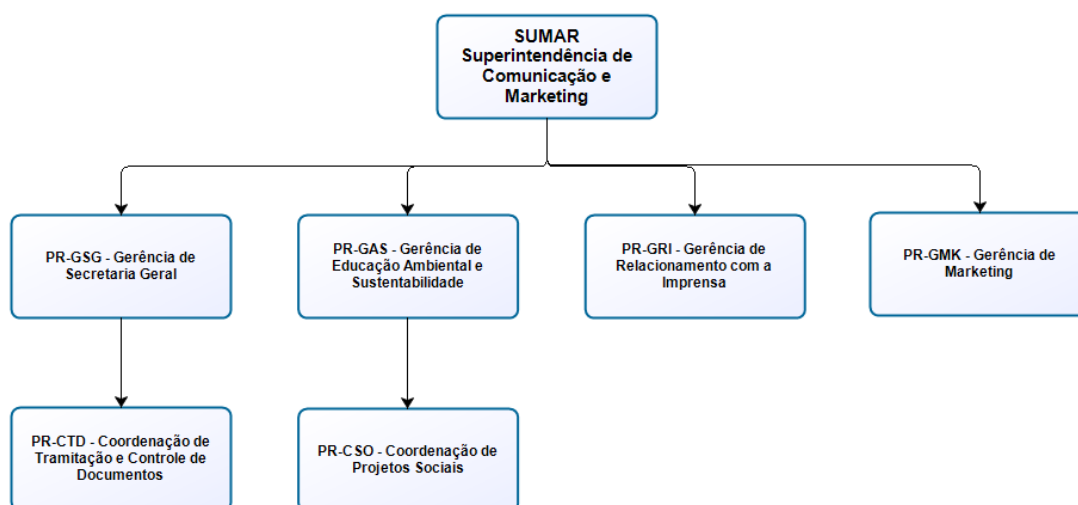 SUMAR
Superintendência de
Comunicação e
Marketing
PR-GSG - Gerência de
Secretaria Geral
PR-GAS - Gerência de
Educação Ambiental e
Sustentabilidade
PR-GRI - Gerência de
Relacionamento com a
Imprensa
PR-GMK - Gerência de
Marketing
PR-CTD - Coordenação de
Tramitação e Controle de
Documentos
PR-CSO - Coordenação de
Projetos Sociais